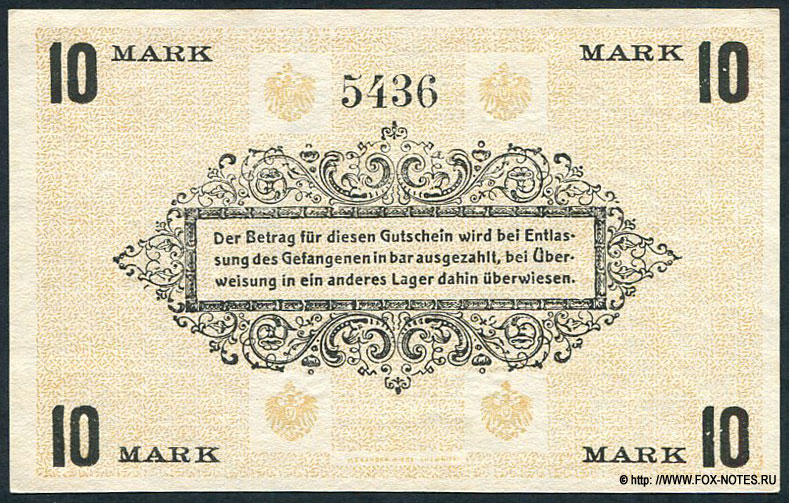 10 MARK MARK 10
5436
Der Betrag für diesen Gutschein wird bei Entlas-
sung des Gefangenen in bar ausgezahlt, bei Über-
weisung in ein anderes Lager dahin überwiesen.
10 MARK MARK 10
© http: //WWW.FOX-NOTES.RU